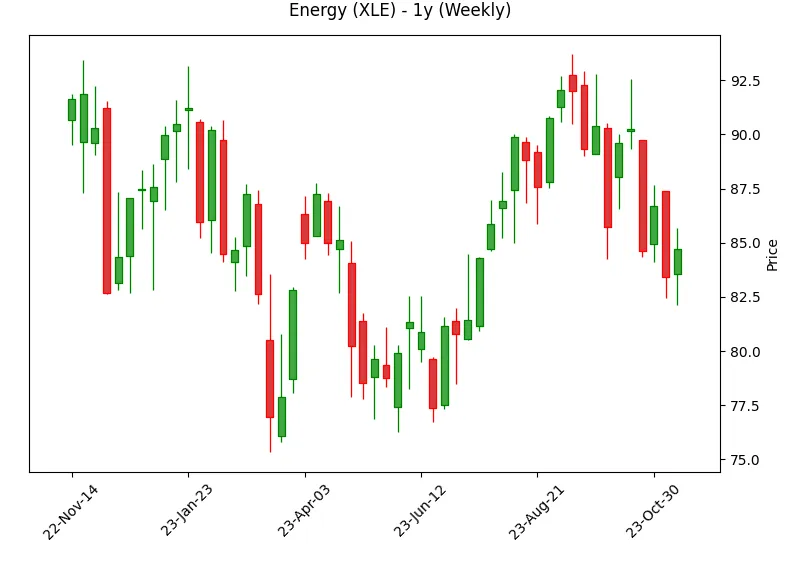 Energy (XLE) - 1y (Weekly)
92.5
90.0
87.5
85.0
82.5
80.0
77.5
75.0
Price
22-Nov-14
23-Jan-23
23-Apr-03
23-Jun-12
23-Aug-21
23-Oct-30